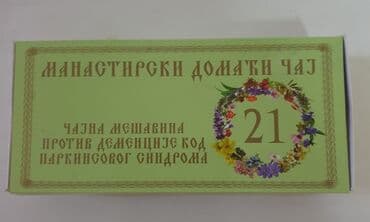 МАНАСТИРСКИ ДОМАЋИ ЧАЈ
ЧАЈНА МЕШАВИНА
ПРОТИВ ДЕМЕНЦИЈЕ КОД
ПАРКИНСОВОГ СИНДРОМА
21